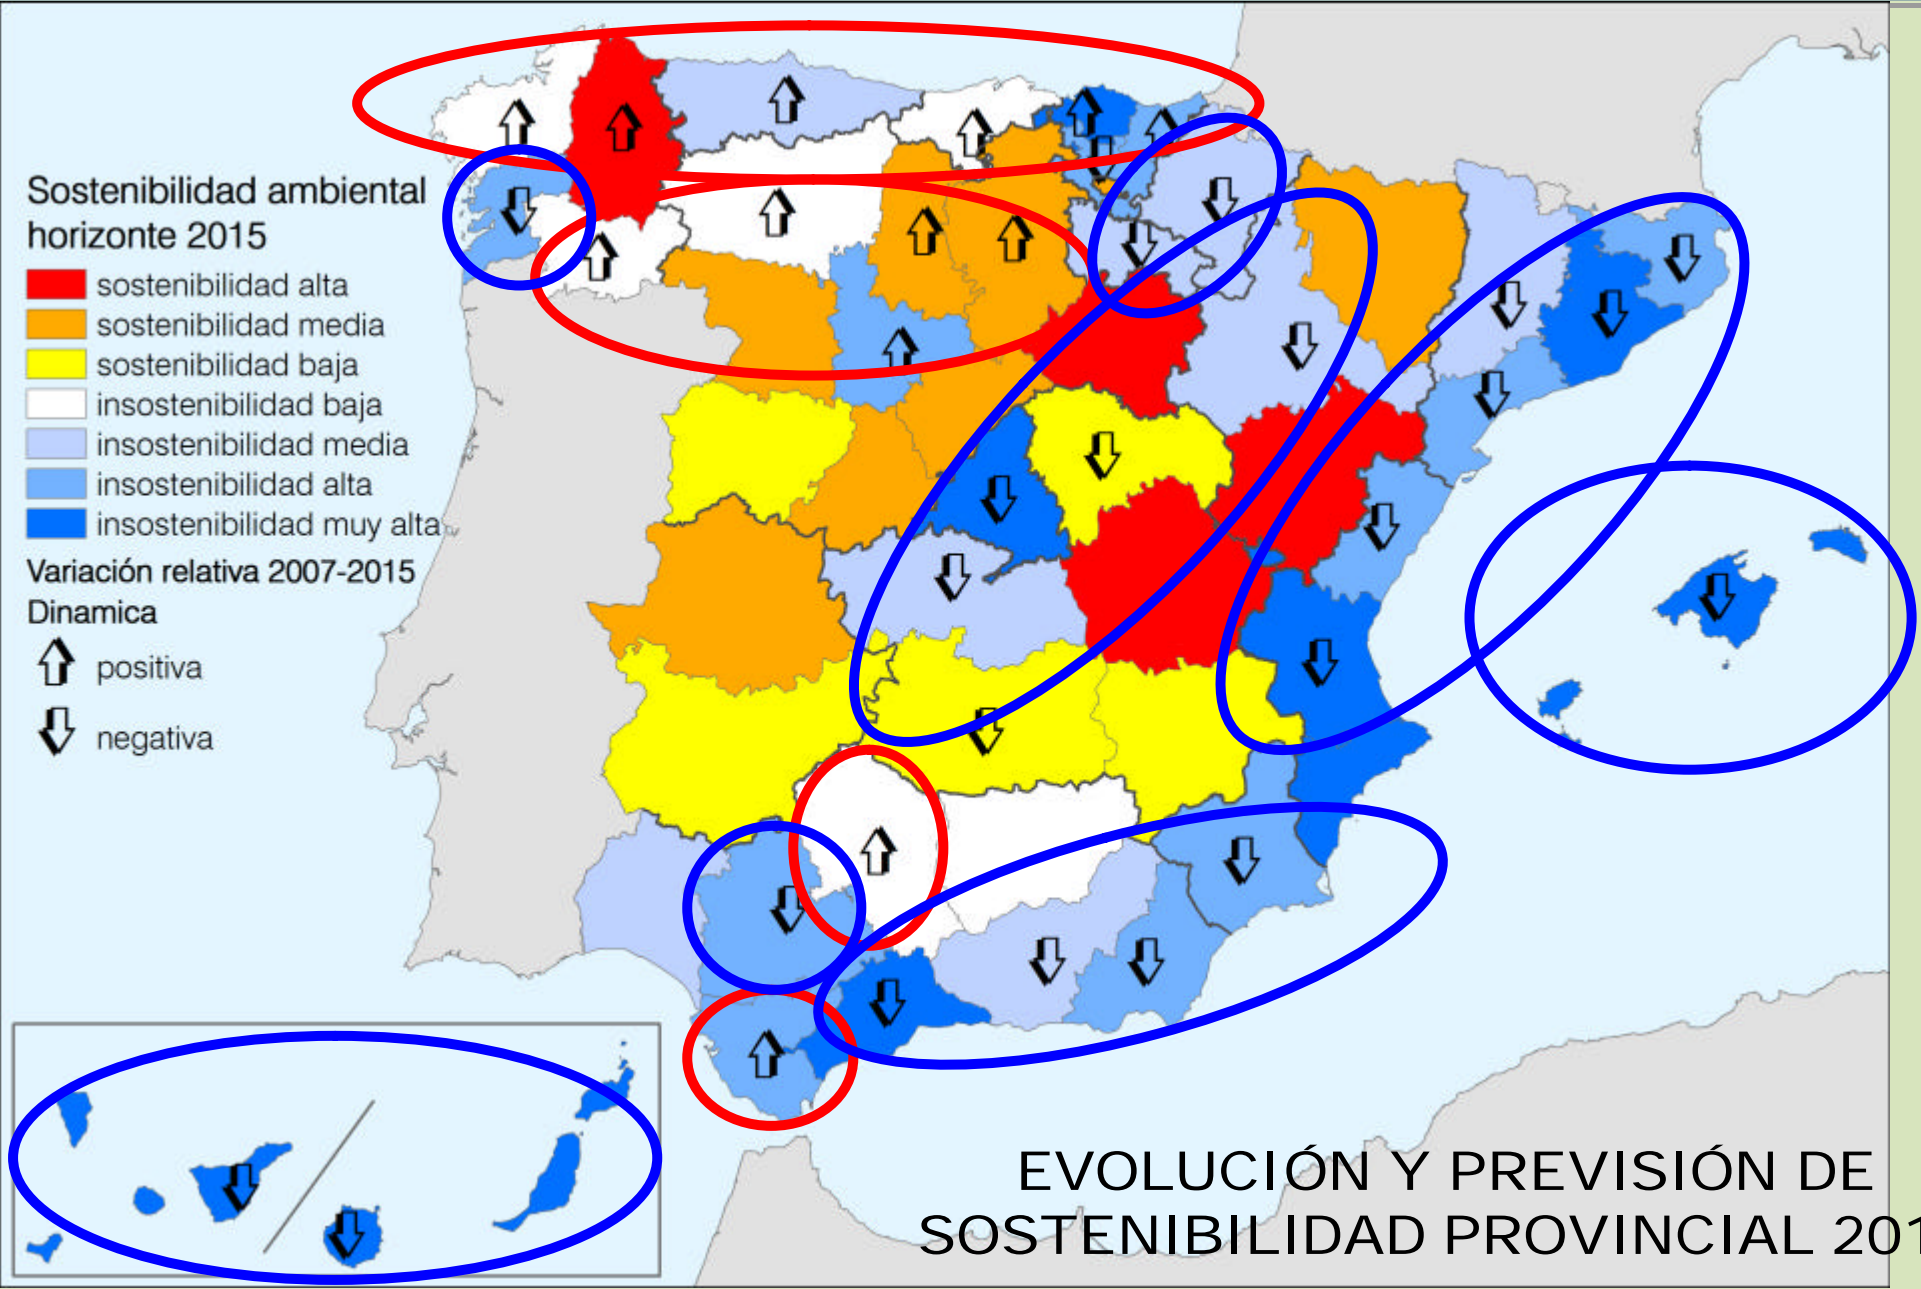 Sostenibilidad ambiental
horizonte 2015
sostenibilidad alta
sostenibilidad media
sostenibilidad baja
insostenibilidad baja
insostenibilidad media
insostenibilidad alta
insostenibilidad muy alta
Variación relativa 2007-2015
Dinamica
positiva
negativa
EVOLUCIÓN Y PREVISIÓN DE
SOSTENIBILIDAD PROVINCIAL 201